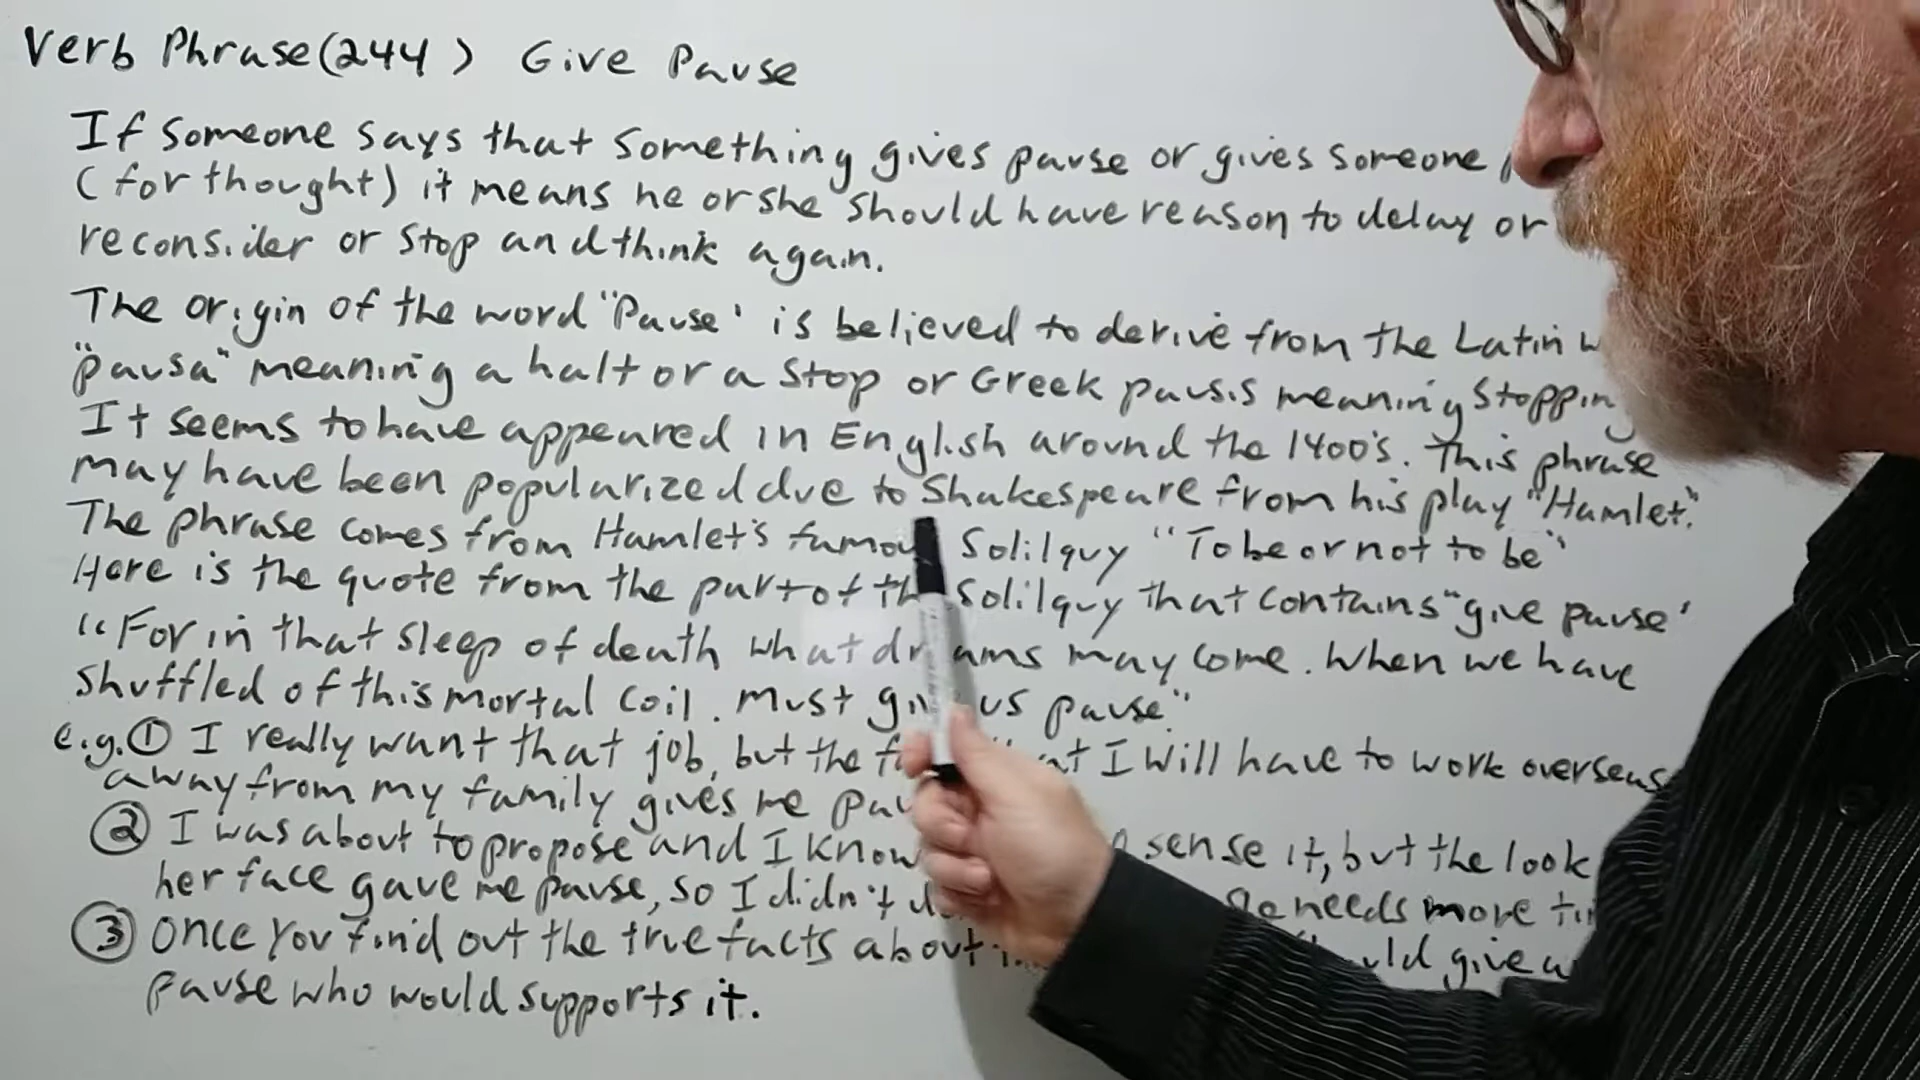 Verb Phrase(244) Give Pause
If Someone says that Something gives pause or gives Someone
(for thought) it means he or she should have reason to delay or
reconsider or Stop and think again.
The origin of the word "Pause' is believed to derive from the Latin
"pausa" meaning a halt or a Stop or Greek pausis meaning Stopping
It seems to have appeared in English around the 1400's. This phrase
may have been popularized due to Shakespeare from his play "Hamlet."
The phrase comes from Hamlet's famou Solilquy "To be or not to be"
Here is the quote from the part of th Solilquy that contains "give pause'
"For in that sleep of death what dreams may come. When we have
Shuffled of this mortal coil. Must give us pause"
e.g. ① I really want that job, but the I will have to work overseas
away from my family gives me
② I was about to propose and I know sense it, but the look
her face gave me pause, so I didn't needs more
③ Once You find out the true facts about give
pause who would supports it.